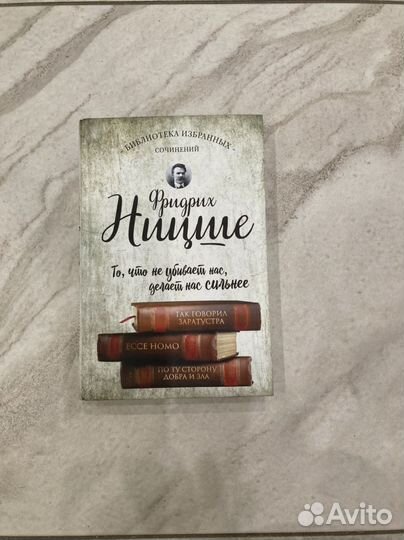 БИБЛИОТЕКА ИЗБРАННЫХ
СОЧИНЕНИЙ
Фридрих
Ницше
То, что не убивает нас,
делает нас сильнее
ТАК ГОВОРИЛ
ЗАРАТУСТРА
ECCE HOMO
ПО ТУ СТОРОНУ
ДОБРА И ЗЛА
Avito